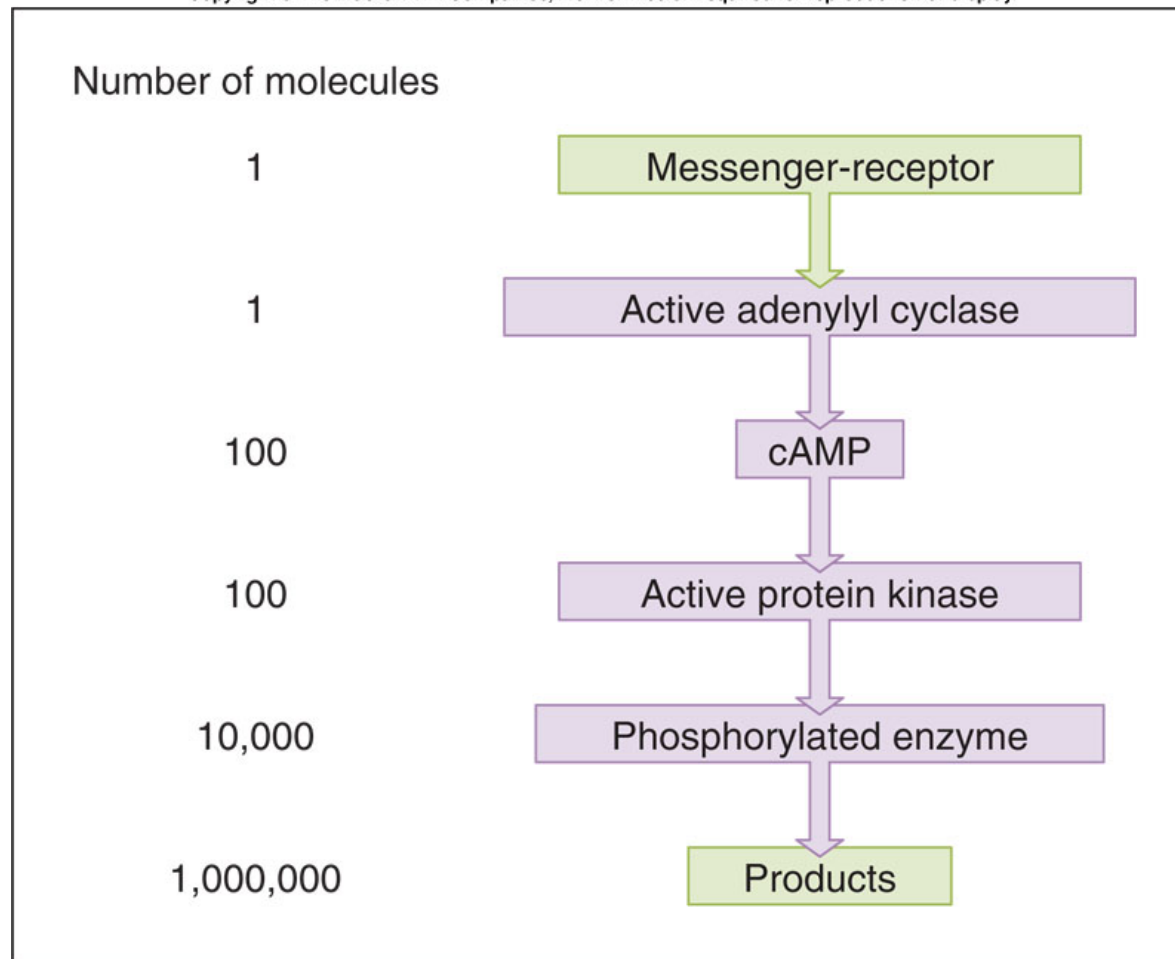 Number of molecules
1 Messenger-receptor
1 Active adenylyl cyclase
100 cAMP
100 Active protein kinase
10,000 Phosphorylated enzyme
1,000,000 Products